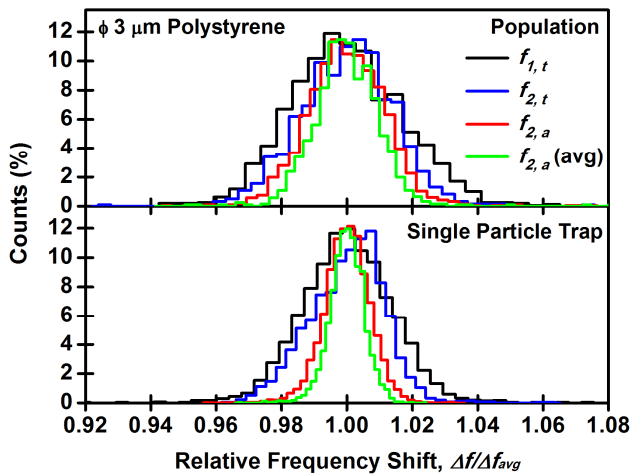 ϕ 3 μm Polystyrene
Population
f1, t
f2, t
f2, a
f2, a (avg)
12
10
8
6
4
2
0
Counts (%)
Single Particle Trap
12
10
8
6
4
2
0
0.92 0.94 0.96 0.98 1.00 1.02 1.04 1.06 1.08
Relative Frequency Shift, Δf/Δfavg